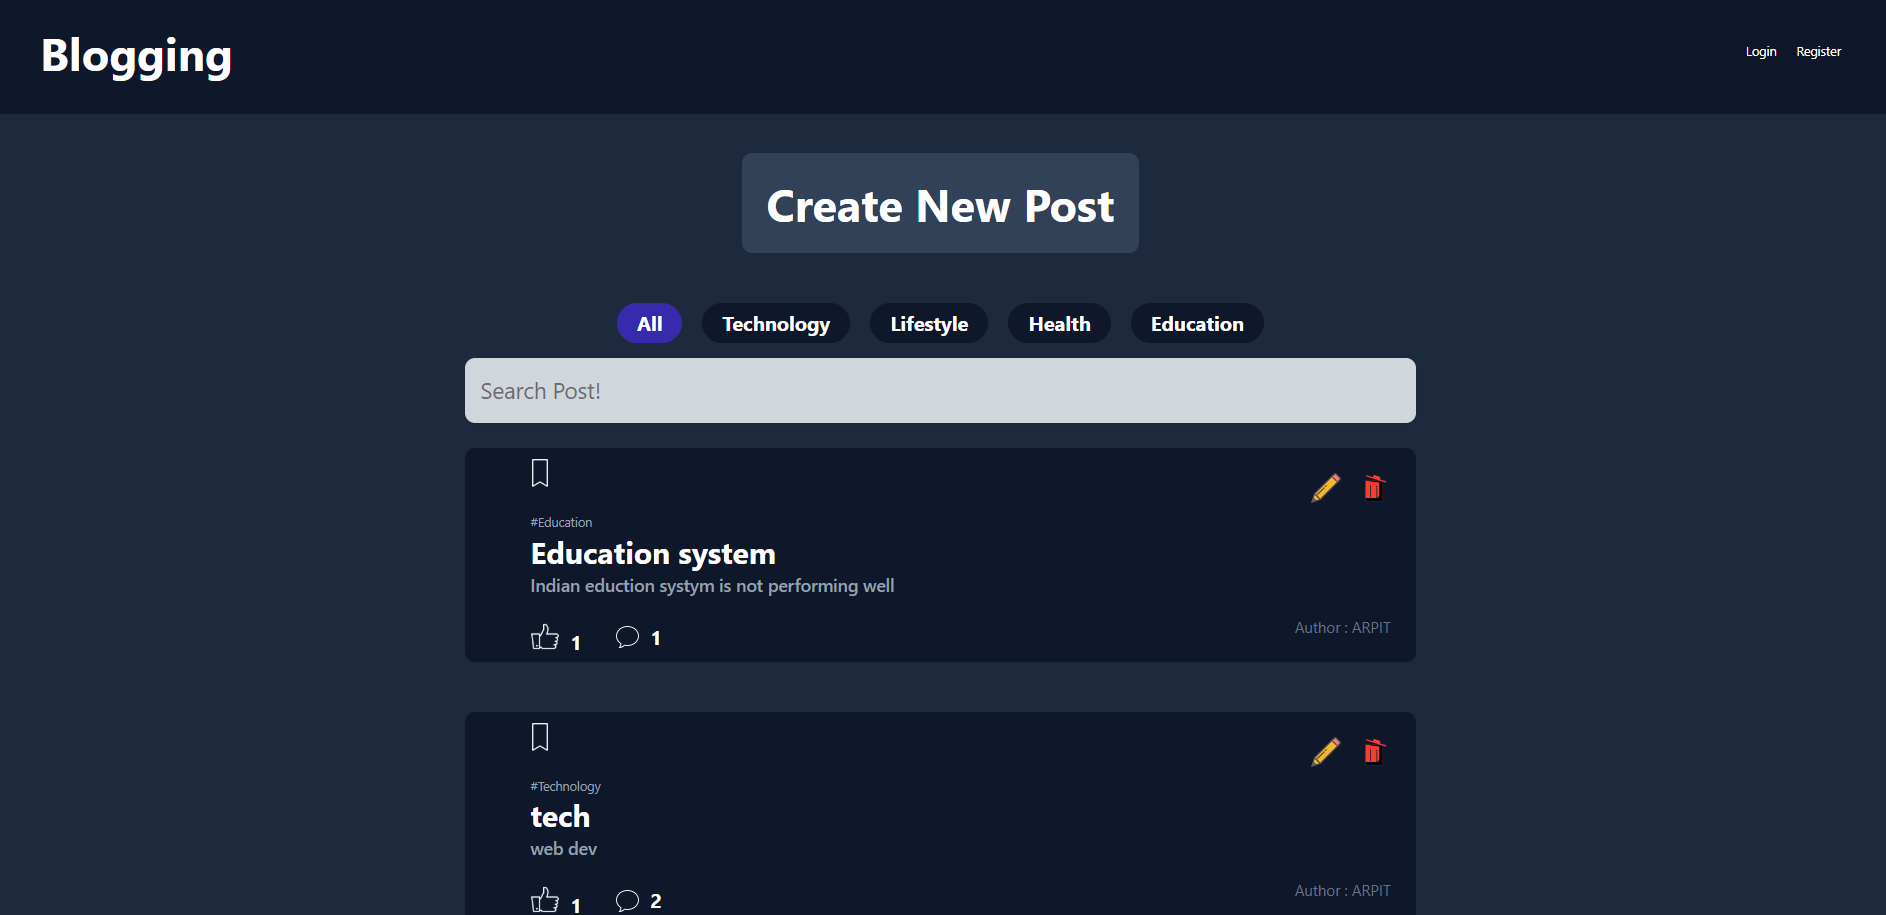 Blogging
Login Register
Create New Post
All Technology Lifestyle Health Education
Search Post!
#Education
Education system
Indian eduction systym is not performing well
1 1
Author : ARPIT
#Technology
tech
web dev
1 2
Author : ARPIT